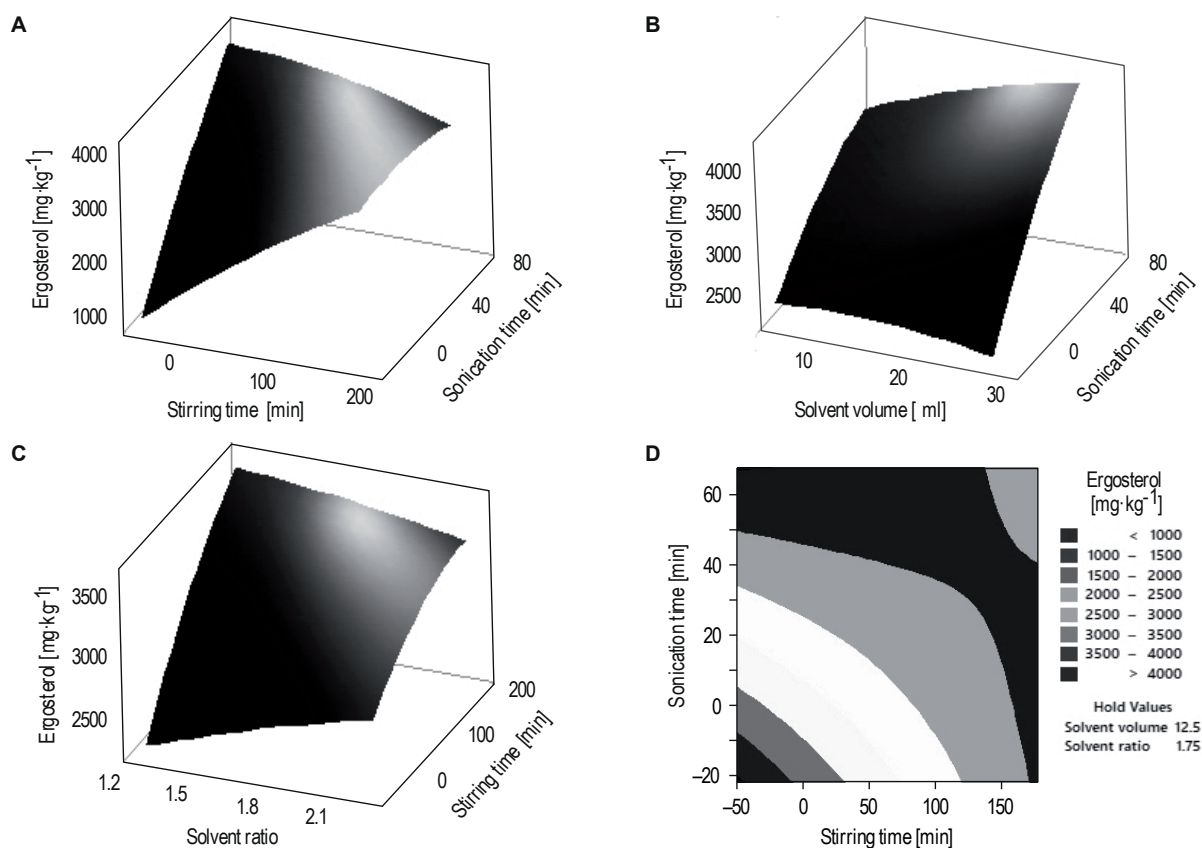 A
Ergosterol [mg·kg⁻¹]
4000
3000
2000
1000
0
100
200
Stirring time [min]
0
40
80
Sonication time [min]
B
Ergosterol [mg·kg⁻¹]
4000
3500
3000
2500
10
20
30
Solvent volume [ ml]
0
40
80
Sonication time [min]
C
Ergosterol [mg·kg⁻¹]
3500
3000
2500
1.2
1.5
1.8
2.1
Solvent ratio
0
100
200
Stirring time [min]
D
Sonication time [min]
60
40
20
0
–20
–50
0
50
100
150
Stirring time [min]
Ergosterol
[mg·kg⁻¹]
< 1000
1000 – 1500
1500 – 2000
2000 – 2500
2500 – 3000
3000 – 3500
3500 – 4000
> 4000
Hold Values
Solvent volume 12.5
Solvent ratio 1.75